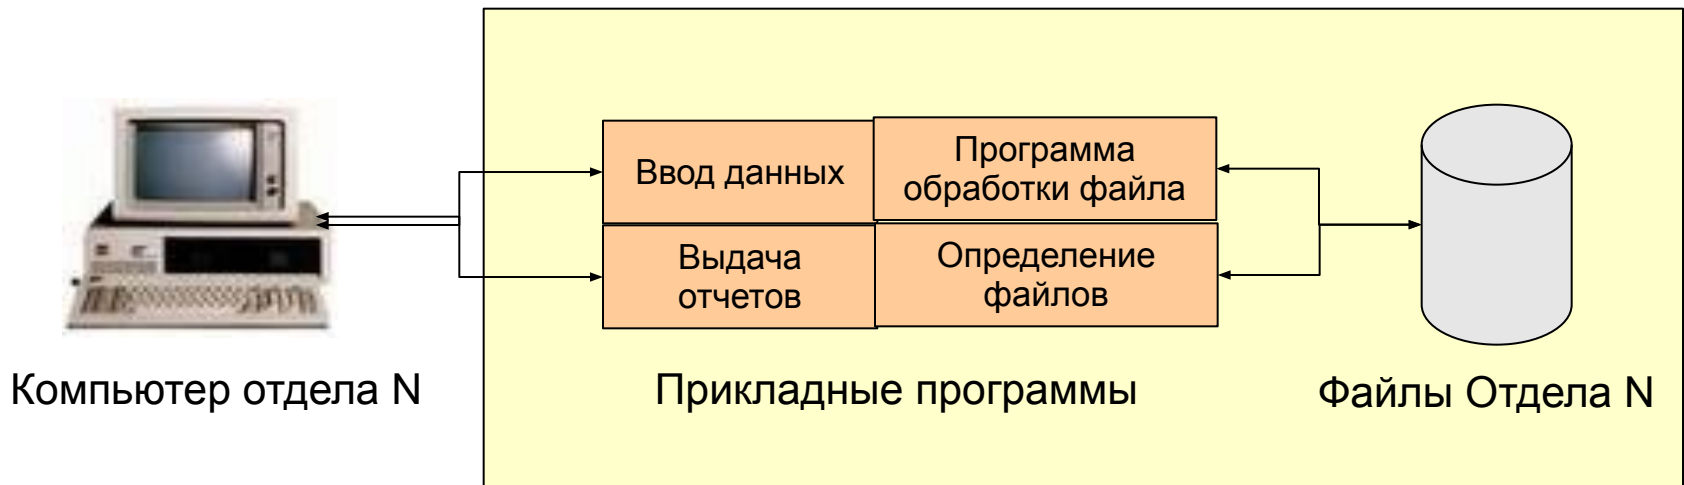 Ввод данных
Программа
обработки файла
Выдача
отчетов
Определение
файлов
Компьютер отдела N
Прикладные программы
Файлы Отдела N